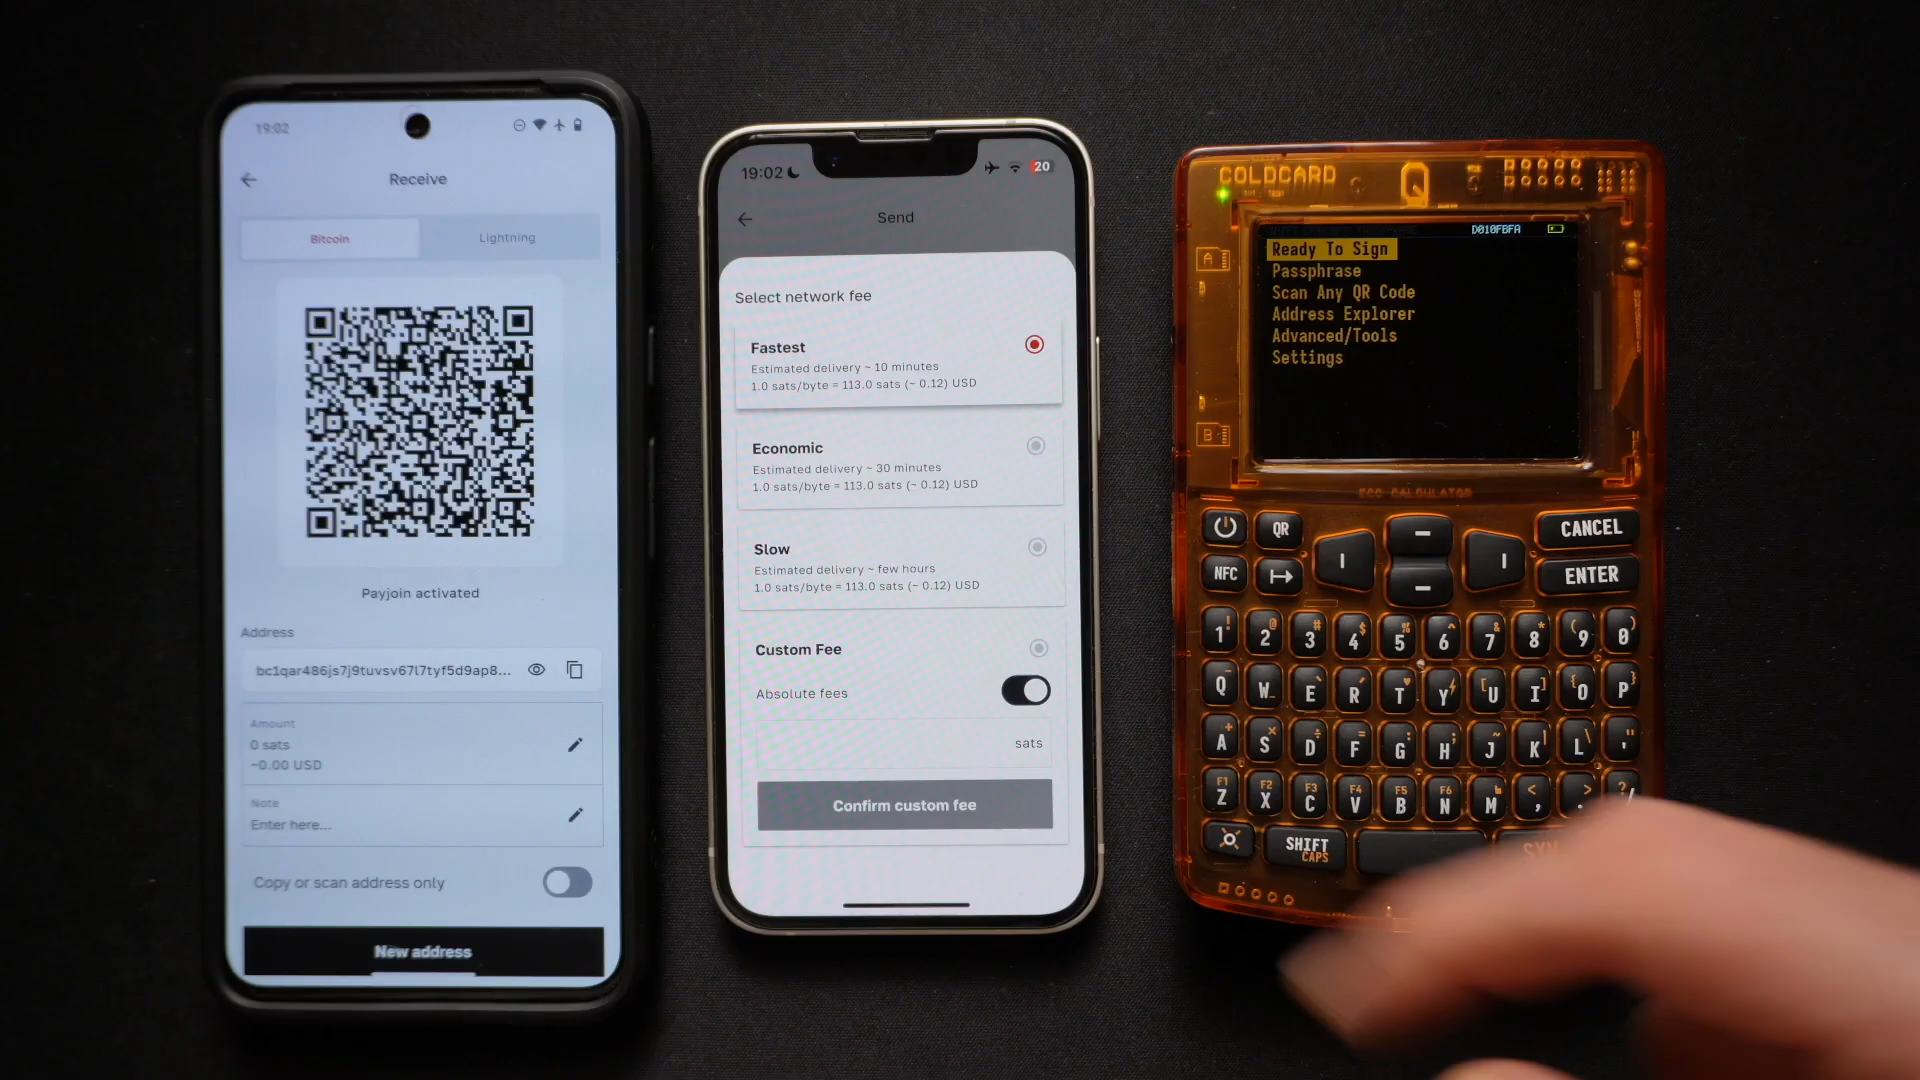 19:02
Receive
Bitcoin
Lightning
Payjoin activated
Address
bc1qar486js7j9tuvsv67l7tyf5d9ap8...
Amount
0 sats
~0.00 USD
Note
Enter here...
Copy or scan address only
New address
19:02
20
Send
Select network fee
Fastest
Estimated delivery ~ 10 minutes
1.0 sats/byte = 113.0 sats (~ 0.12) USD
Economic
Estimated delivery ~ 30 minutes
1.0 sats/byte = 113.0 sats (~ 0.12) USD
Slow
Estimated delivery ~ few hours
1.0 sats/byte = 113.0 sats (~ 0.12) USD
Custom Fee
Absolute fees
sats
Confirm custom fee
COLDCARD Q
D010FBFA
Ready To Sign
Passphrase
Scan Any QR Code
Address Explorer
Advanced/Tools
Settings
A
B
ECC CALCULATOR
QR
CANCEL
NFC
ENTER
1 ! 2 @ 3 # 4 $ 5 % 6 ^ 7 & 8 * 9 ( 0 )
Q W E R T Y U [ I ] O { P }
A + S D F = G : H ; J ~ K | L \ ' "
Z F1 X F2 C F3 V F4 B F5 N F6 M , < . > / ?
SHIFT
CAPS
SYM